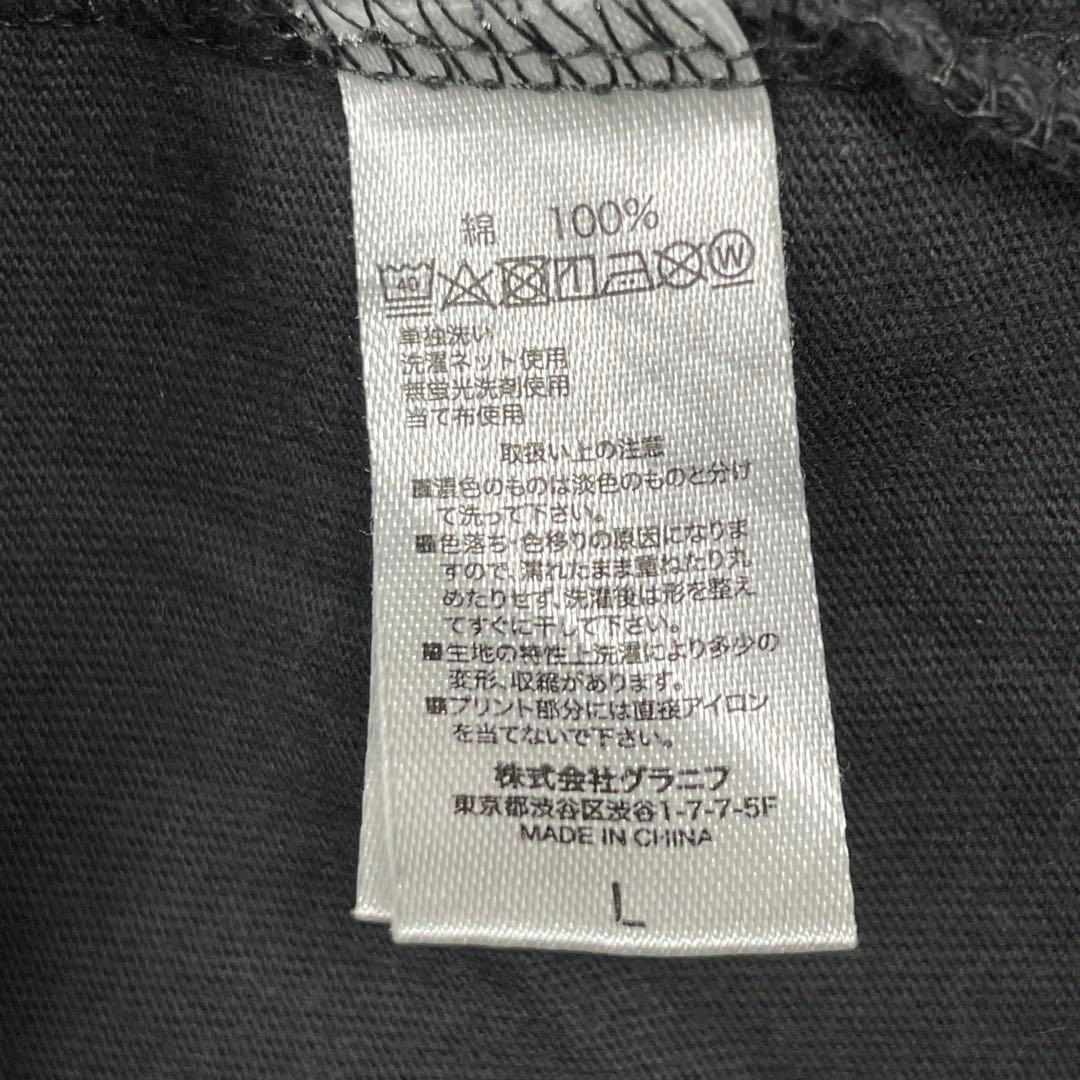 綿 100%
40 W
単独洗い
洗濯ネット使用
無蛍光洗剤使用
当て布使用
取扱い上の注意
濃色のものは淡色のものと分け
て洗って下さい。
色落ち・色移りの原因になりま
すので、濡れたまま重ねたり丸
めたりせず、洗濯後は形を整え
てすぐに干して下さい。
生地の特性上洗濯により多少の
変形、収縮があります。
プリント部分には直接アイロン
を当てないで下さい。
株式会社グラニフ
東京都渋谷区渋谷1-7-7-5F
MADE IN CHINA
L